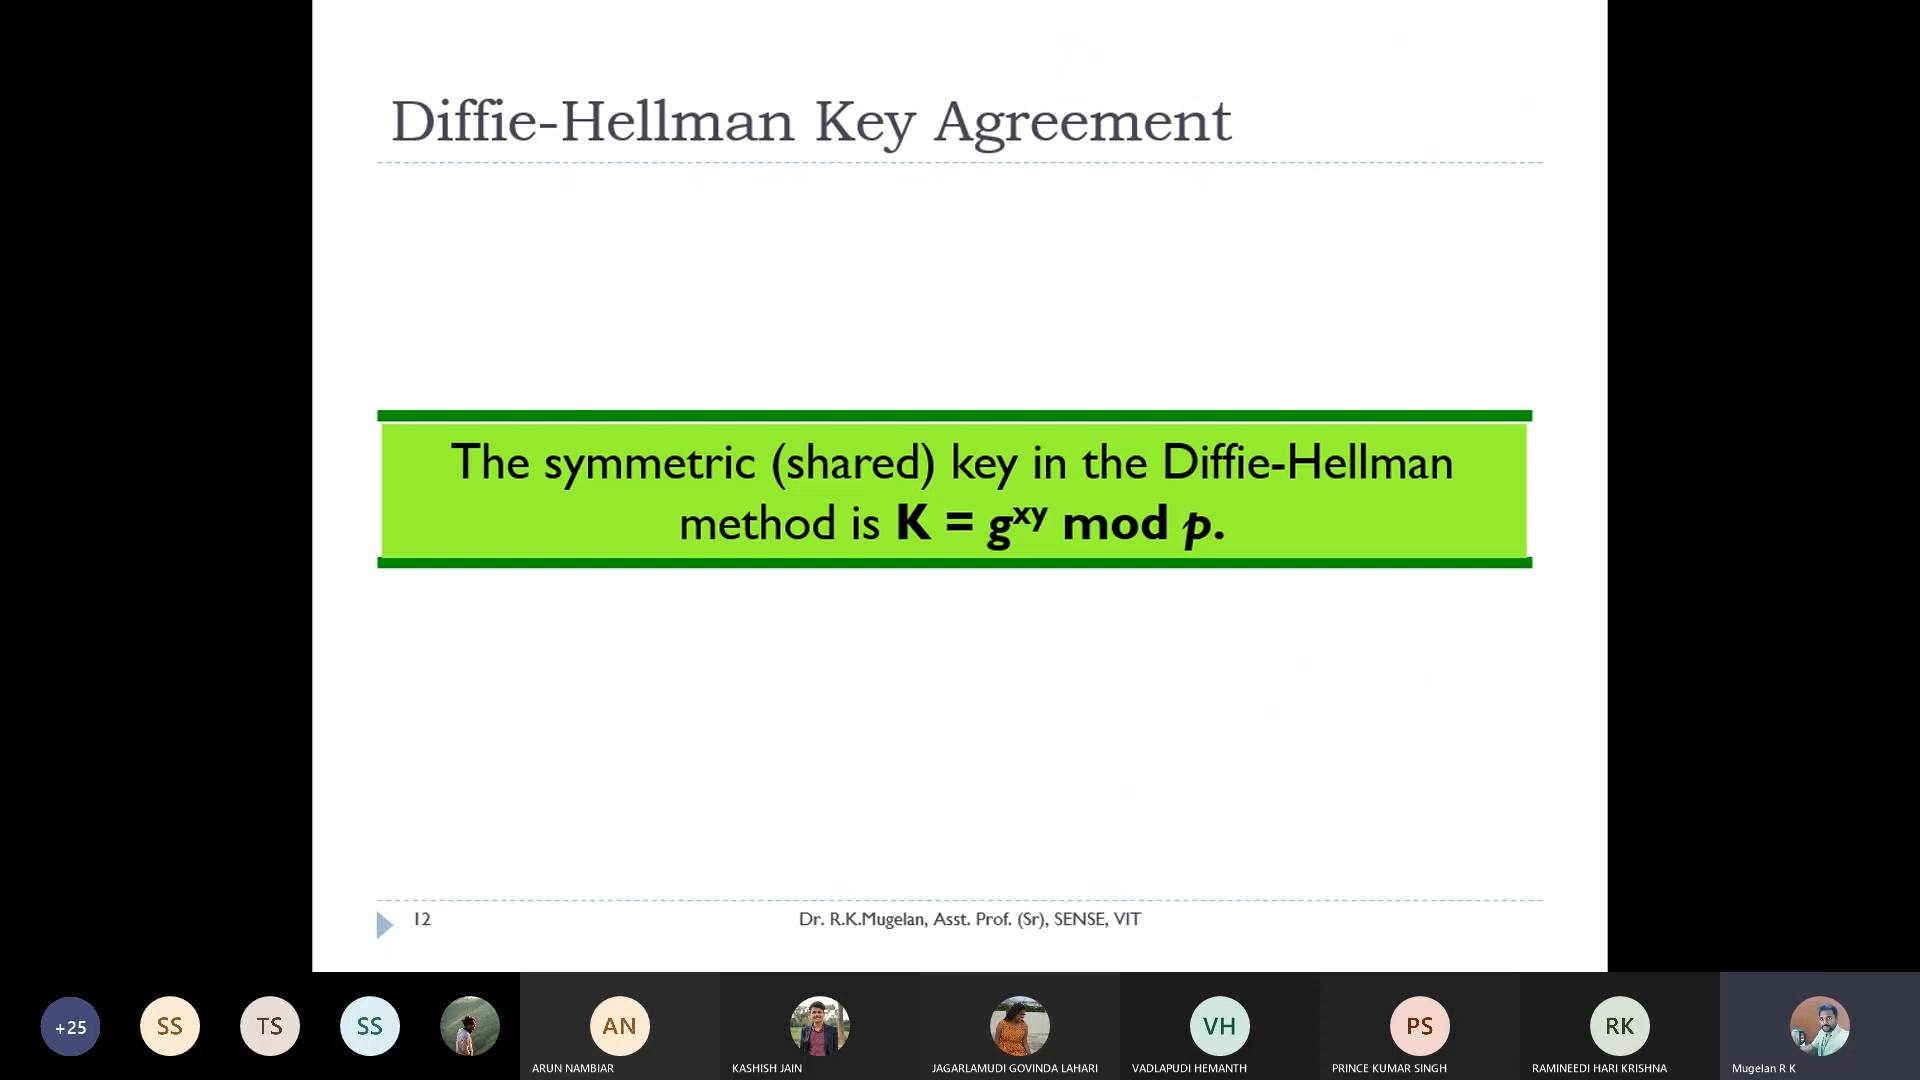 Diffie-Hellman Key Agreement
The symmetric (shared) key in the Diffie-Hellman
method is K = gˣʸ mod p.
12
Dr. R.K.Mugelan, Asst. Prof. (Sr), SENSE, VIT
+25
SS
TS
SS
AN
VH
PS
RK
ARUN NAMBIAR
KASHISH JAIN
JAGARLAMUDI GOVINDA LAHARI
VADLAPUDI HEMANTH
PRINCE KUMAR SINGH
RAMINEEDI HARI KRISHNA
Mugelan R K